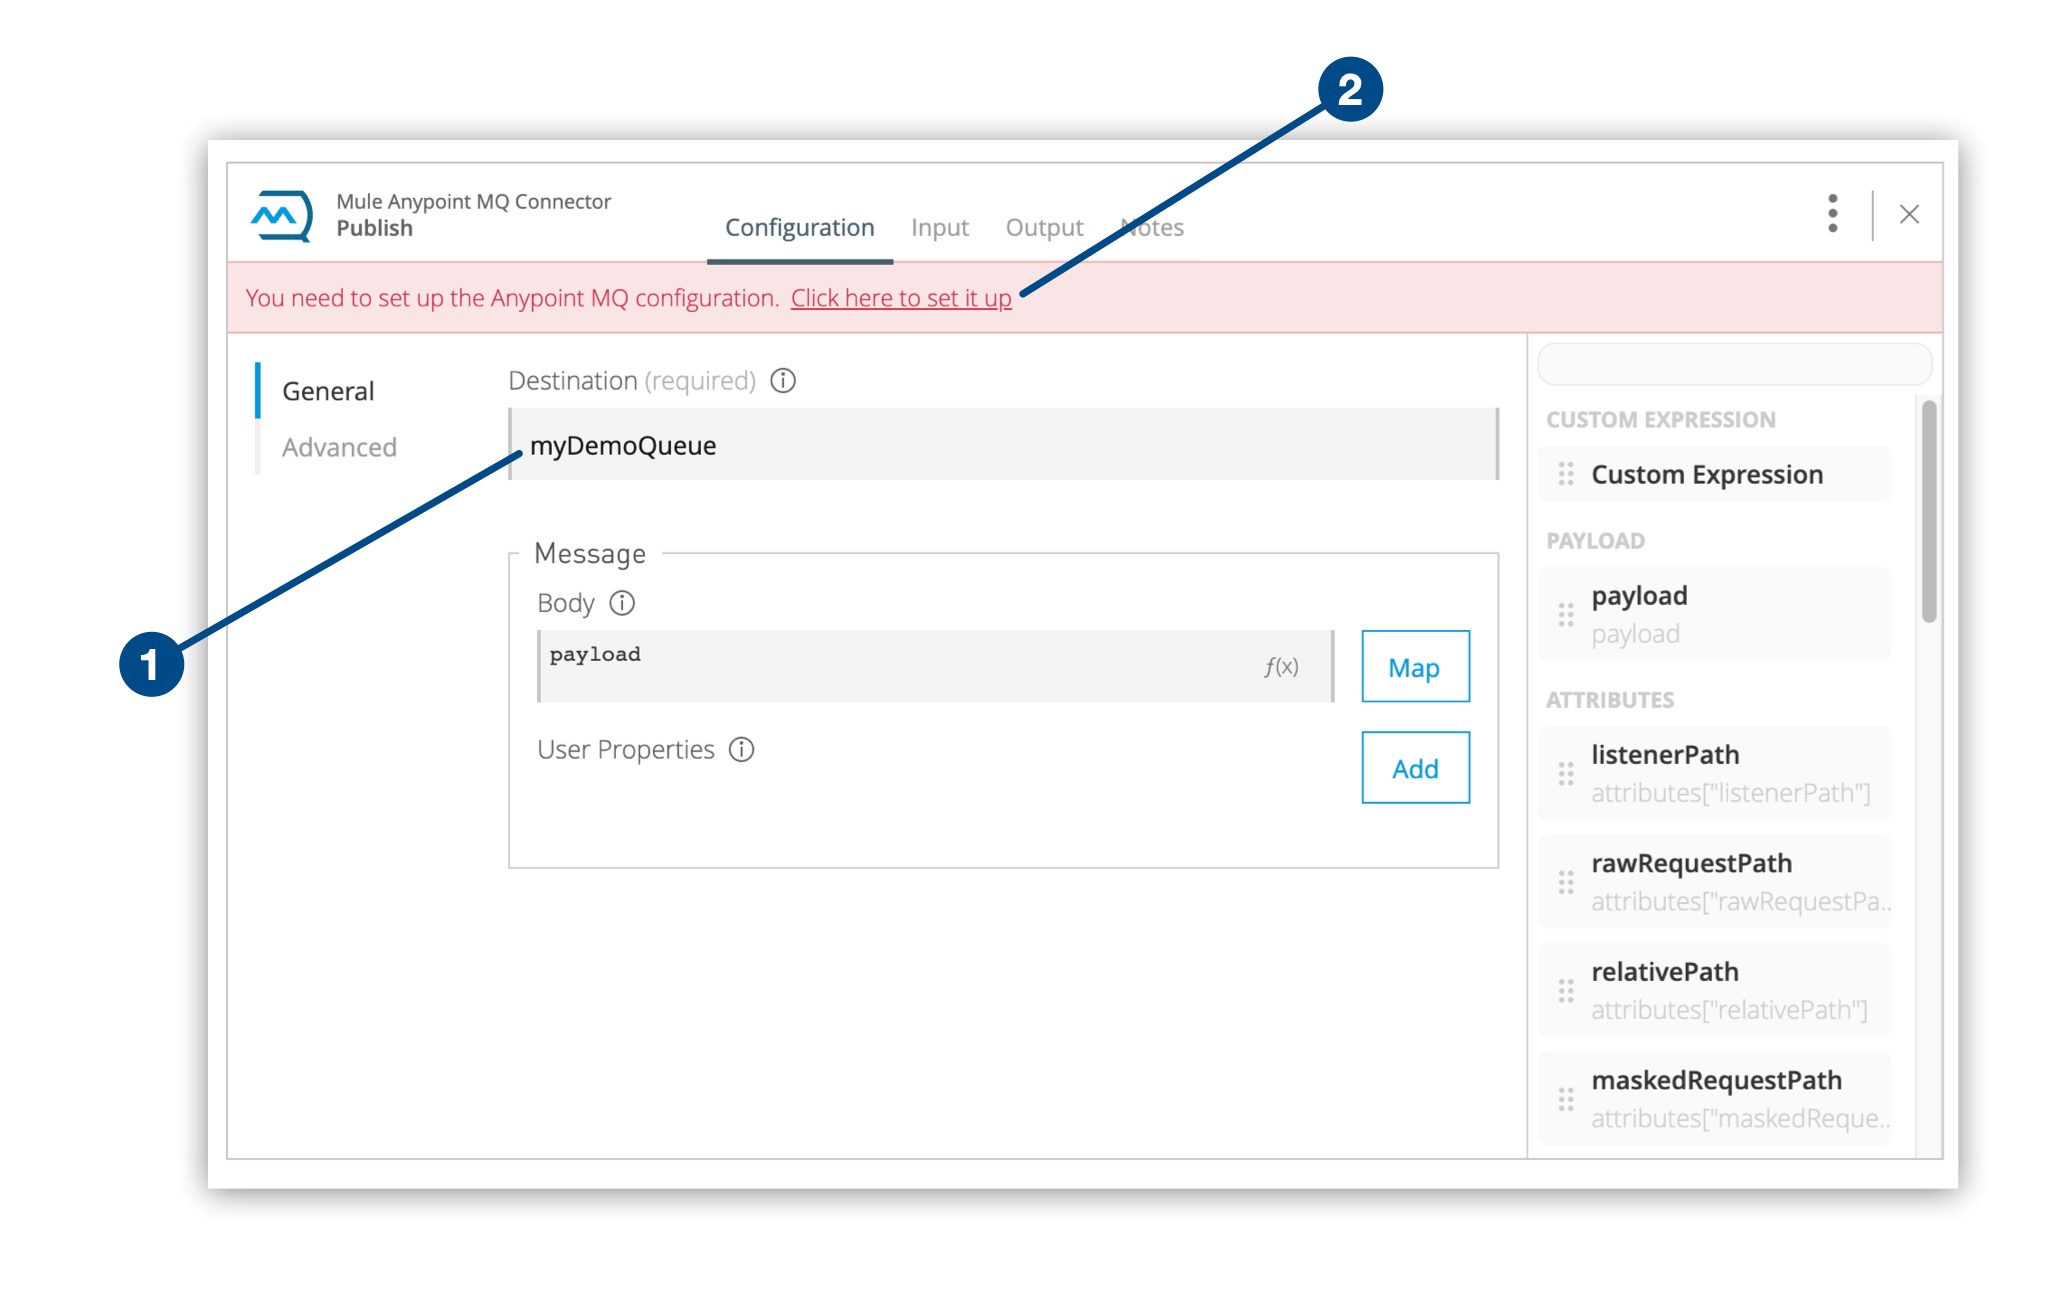 2
Mule Anypoint MQ Connector
Publish
Configuration
Input
Output
Notes
You need to set up the Anypoint MQ configuration. Click here to set it up
General
Advanced
Destination (required)
myDemoQueue
1
Message
Body
payload
f(x)
Map
User Properties
Add
CUSTOM EXPRESSION
Custom Expression
PAYLOAD
payload
payload
ATTRIBUTES
listenerPath
attributes["listenerPath"]
rawRequestPath
attributes["rawRequestPa..
relativePath
attributes["relativePath"]
maskedRequestPath
attributes["maskedReque..